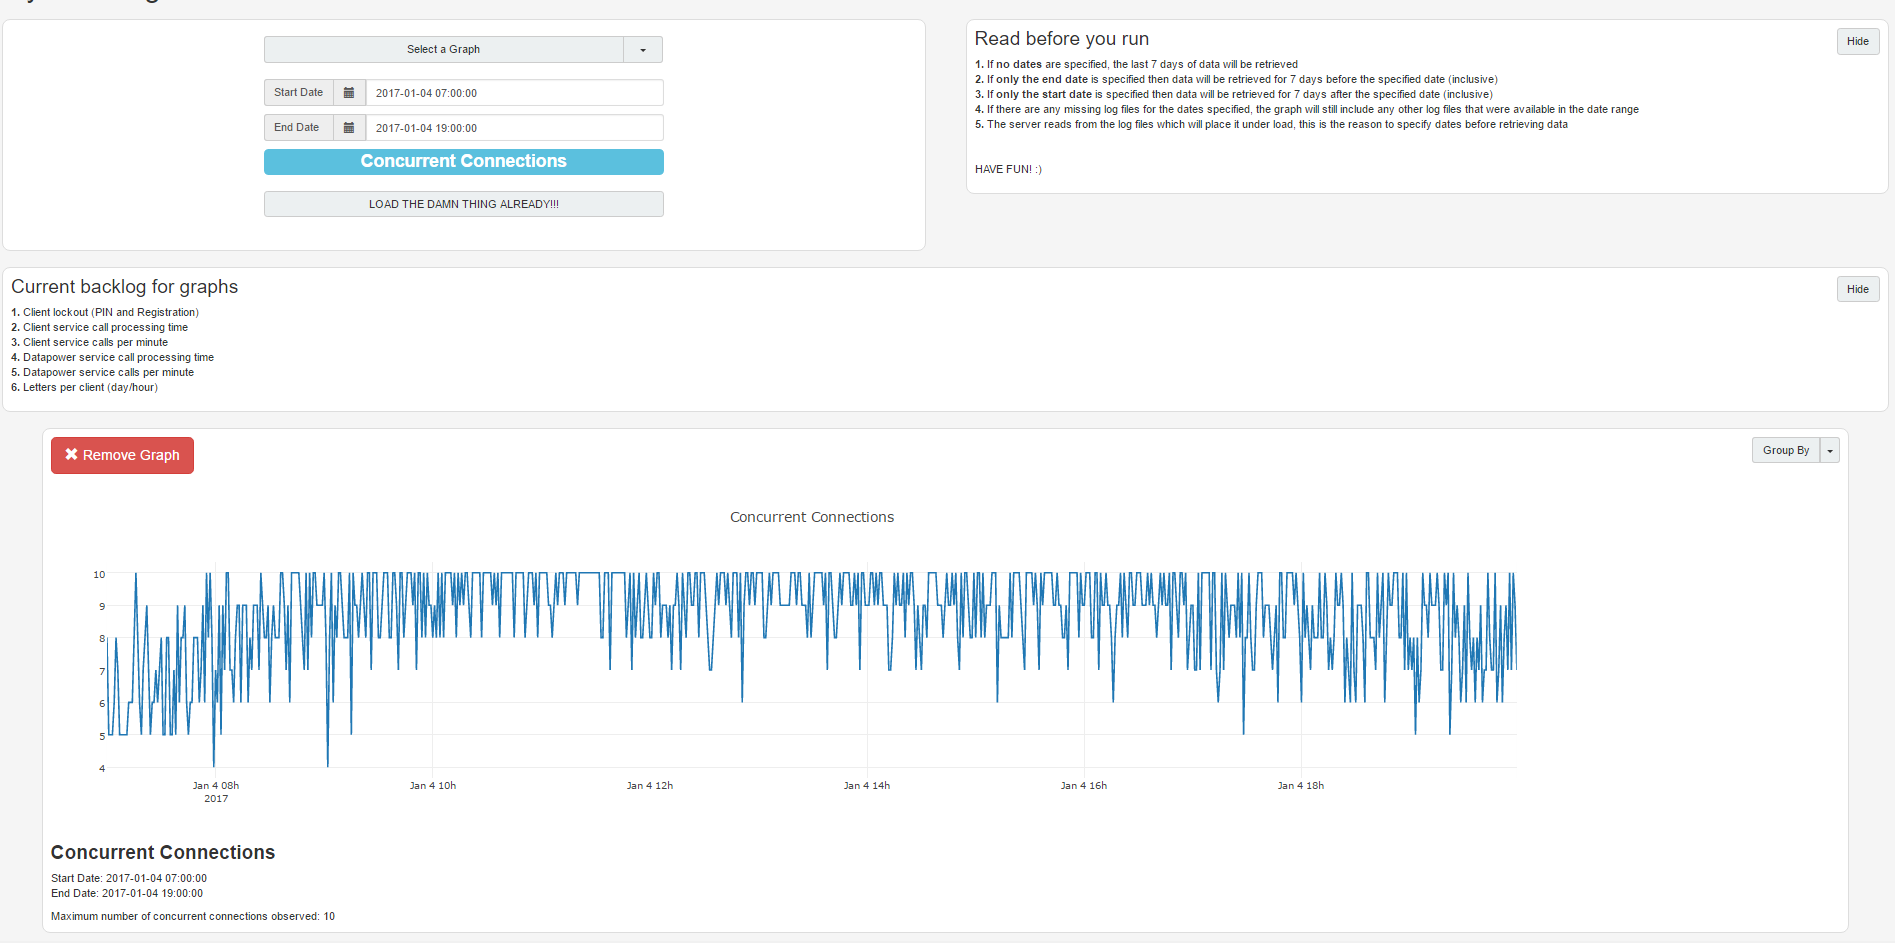 Select a Graph
Start Date 2017-01-04 07:00:00
End Date 2017-01-04 19:00:00
Concurrent Connections
LOAD THE DAMN THING ALREADY!!!
Read before you run
Hide
1. If no dates are specified, the last 7 days of data will be retrieved
2. If only the end date is specified then data will be retrieved for 7 days before the specified date (inclusive)
3. If only the start date is specified then data will be retrieved for 7 days after the specified date (inclusive)
4. If there are any missing log files for the dates specified, the graph will still include any other log files that were available in the date range
5. The server reads from the log files which will place it under load, this is the reason to specify dates before retrieving data
HAVE FUN! :)
Current backlog for graphs
Hide
1. Client lockout (PIN and Registration)
2. Client service call processing time
3. Client service calls per minute
4. Datapower service call processing time
5. Datapower service calls per minute
6. Letters per client (day/hour)
Remove Graph
Group By
Concurrent Connections
10
9
8
7
6
5
4
Jan 4 08h Jan 4 10h Jan 4 12h Jan 4 14h Jan 4 16h Jan 4 18h
2017
Concurrent Connections
Start Date: 2017-01-04 07:00:00
End Date: 2017-01-04 19:00:00
Maximum number of concurrent connections observed: 10